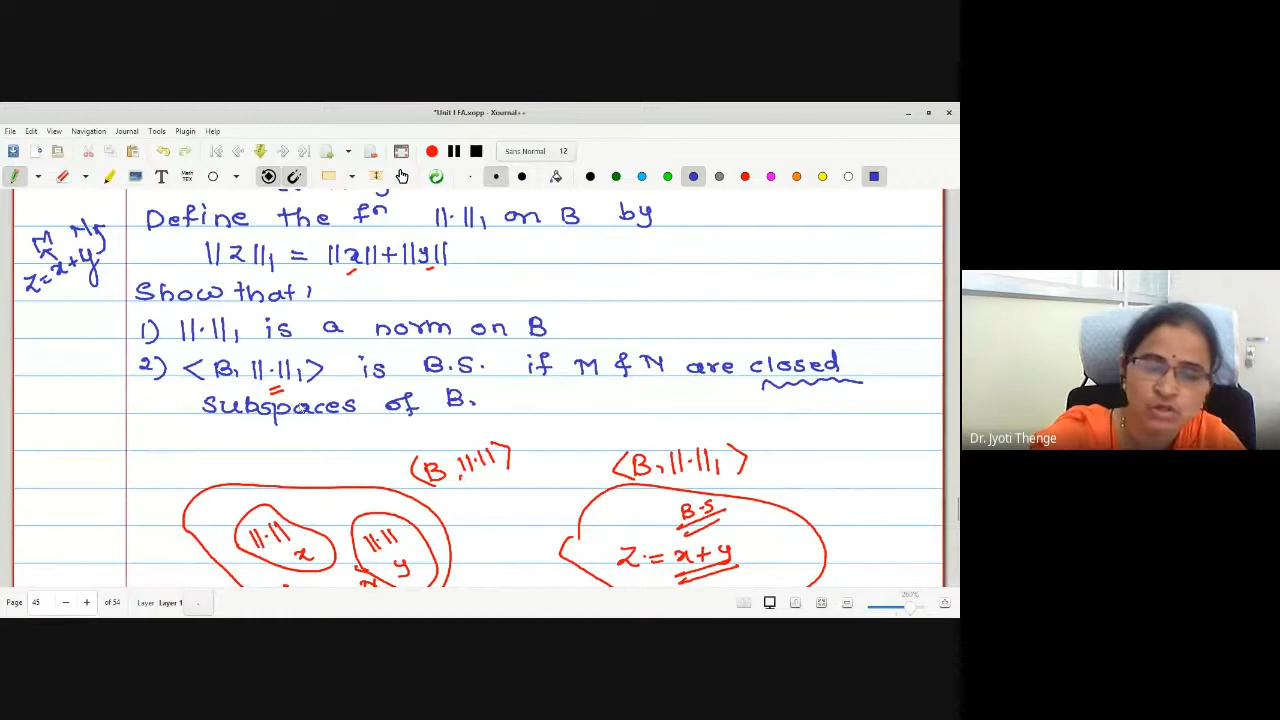 *Unit I FA.xopp - Xournal++
File Edit View Navigation Journal Tools Plugin Help
Sans Normal 12
Define the fn ||·||₁ on B by
||z||₁ = ||x||+||y||
M N
z=x+y
Show that,
1) ||·||₁ is a norm on B
2) <B, ||·||₁> is B.S. if M & N are closed
subspaces of B.
<B, ||·||> <B, ||·||₁>
||·|| x ||·|| y
B.S
z = x+y
Dr. Jyoti Thenge
Page 45 of 54 Layer Layer 1 260%